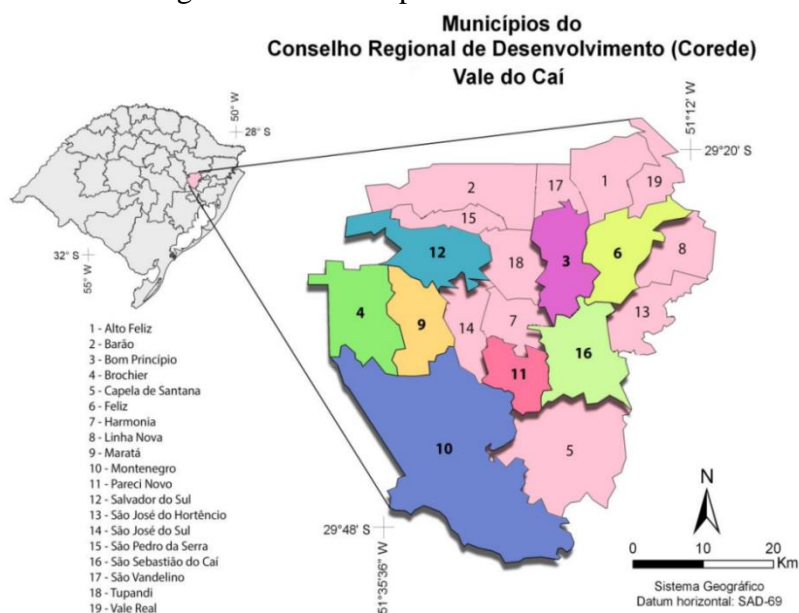 Municípios do
Conselho Regional de Desenvolvimento (Corede)
Vale do Caí
50° W
28° S
51°12' W
29°20' S
32° S
55° W
2
17
1
19
15
12
18
3
6
8
4
9
14
7
13
16
11
10
5
1 - Alto Feliz
2 - Barão
3 - Bom Princípio
4 - Brochier
5 - Capela de Santana
6 - Feliz
7 - Harmonia
8 - Linha Nova
9 - Maratá
10 - Montenegro
11 - Pareci Novo
12 - Salvador do Sul
13 - São José do Hortêncio
14 - São José do Sul
15 - São Pedro da Serra
16 - São Sebastião do Caí
17 - São Vandelino
18 - Tupandi
19 - Vale Real
29°48' S
51°35'36" W
N
0 10 20
Km
Sistema Geográfico
Datum horizontal: SAD-69